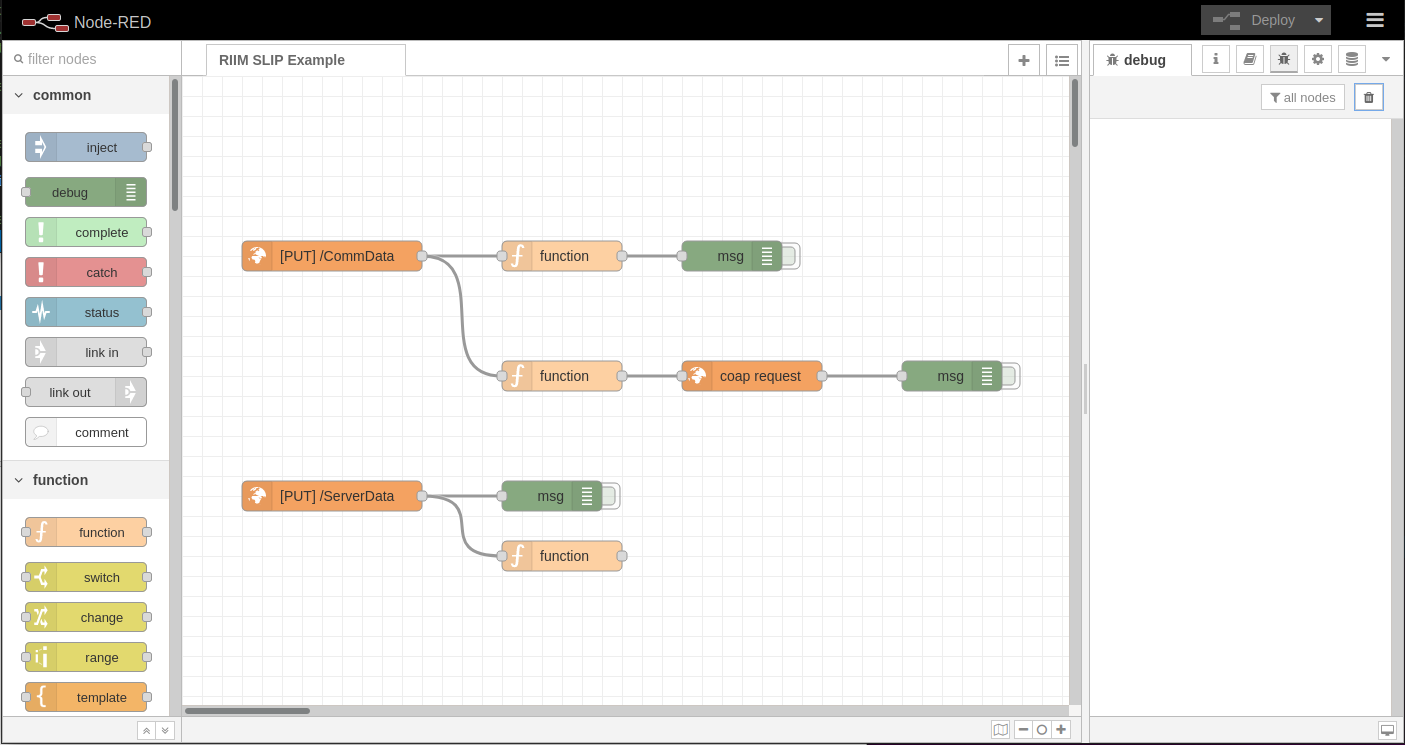 Node-RED
Deploy
filter nodes
RIIM SLIP Example
debug
all nodes
common
inject
debug
complete
catch
status
link in
link out
comment
function
function
switch
change
range
template
[PUT] /CommData
function
msg
function
coap request
msg
[PUT] /ServerData
msg
function